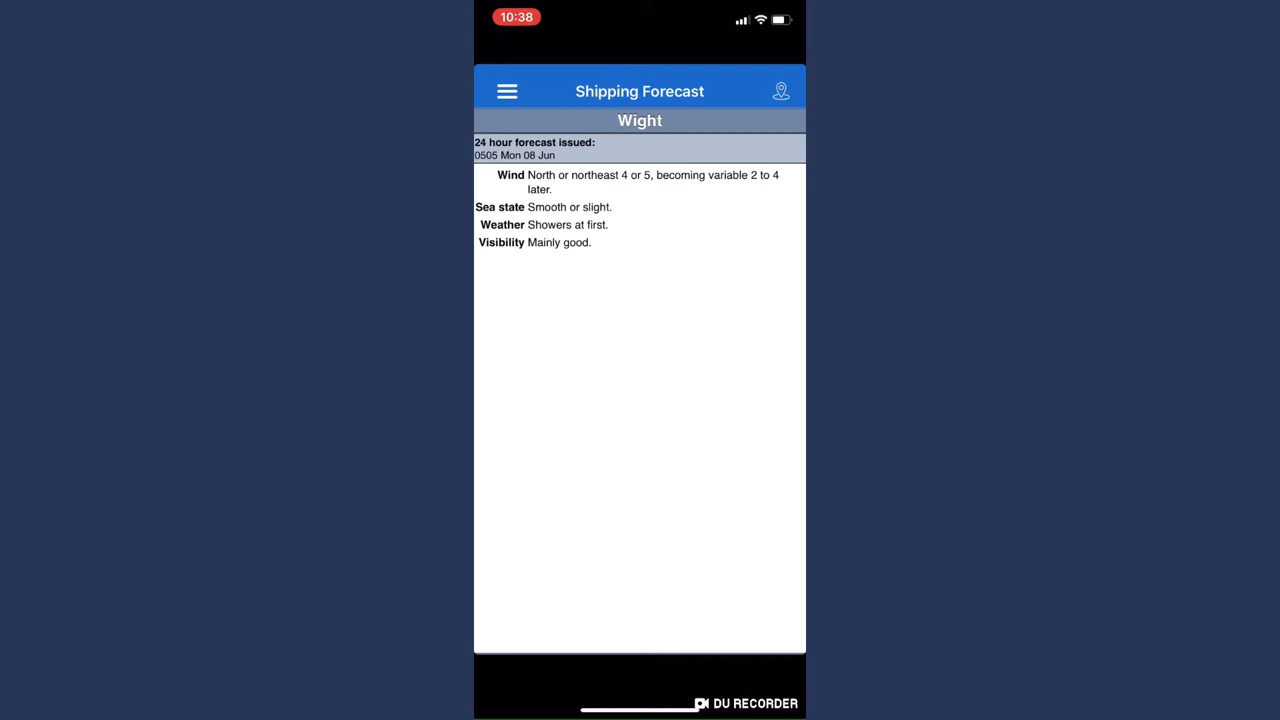 10:38
Shipping Forecast
Wight
24 hour forecast issued:
0505 Mon 08 Jun
Wind North or northeast 4 or 5, becoming variable 2 to 4
later.
Sea state Smooth or slight.
Weather Showers at first.
Visibility Mainly good.
DU RECORDER